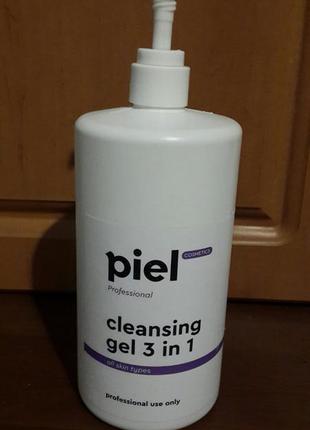 piel COSMETICS
Professional
cleansing
gel 3 in 1
all skin types
professional use only